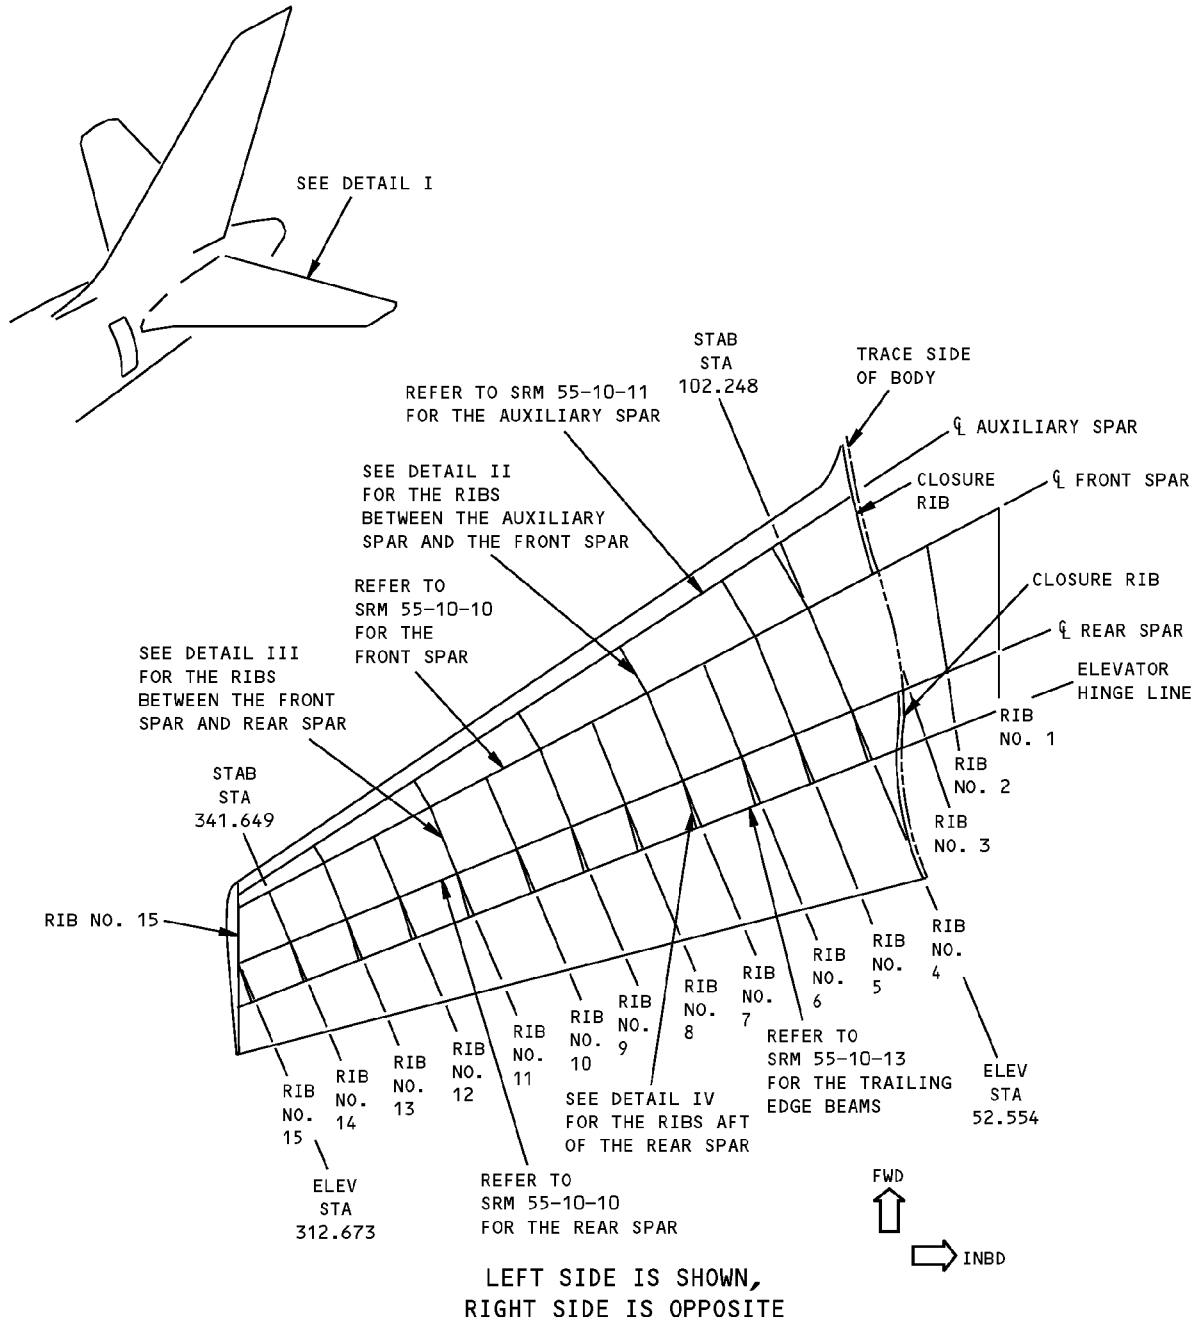 SEE DETAIL I
STAB
STA
102.248
TRACE SIDE
OF BODY
REFER TO SRM 55-10-11
FOR THE AUXILIARY SPAR
℄ AUXILIARY SPAR
SEE DETAIL II
FOR THE RIBS
BETWEEN THE AUXILIARY
SPAR AND THE FRONT SPAR
CLOSURE
RIB
℄ FRONT SPAR
REFER TO
SRM 55-10-10
FOR THE
FRONT SPAR
CLOSURE RIB
℄ REAR SPAR
SEE DETAIL III
FOR THE RIBS
BETWEEN THE FRONT
SPAR AND REAR SPAR
ELEVATOR
HINGE LINE
RIB
NO. 1
RIB
NO. 2
RIB
NO. 3
STAB
STA
341.649
RIB NO. 15
RIB
NO.
4
RIB
NO.
5
RIB
NO.
6
RIB
NO.
7
RIB
NO.
8
RIB
NO.
9
RIB
NO.
10
RIB
NO.
11
RIB
NO.
12
RIB
NO.
13
RIB
NO.
14
RIB
NO.
15
REFER TO
SRM 55-10-13
FOR THE TRAILING
EDGE BEAMS
ELEV
STA
52.554
SEE DETAIL IV
FOR THE RIBS AFT
OF THE REAR SPAR
ELEV
STA
312.673
REFER TO
SRM 55-10-10
FOR THE REAR SPAR
FWD
INBD
LEFT SIDE IS SHOWN,
RIGHT SIDE IS OPPOSITE